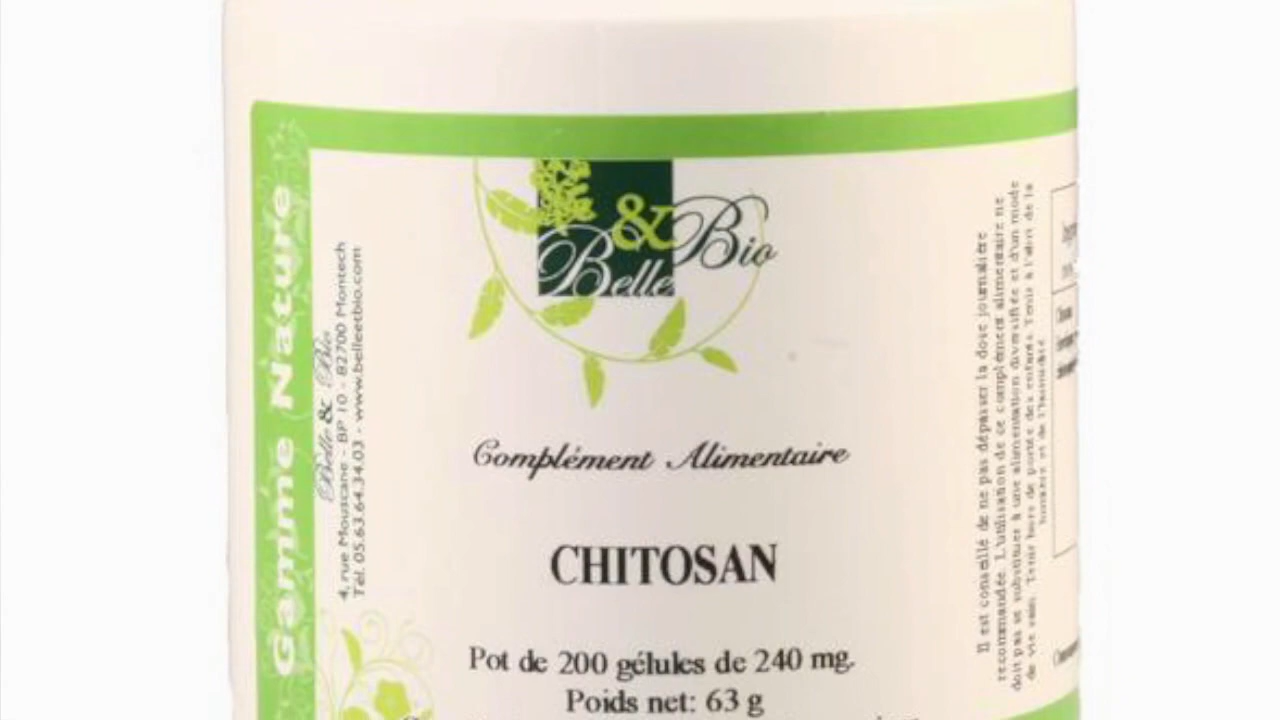 Gamme Nature
Belle & Bio
4, rue Mouscane - BP 10 - 82700 Montech
Tél. 05.63.64.34.03 - www.belleetbio.com
Belle & Bio
Complément Alimentaire
CHITOSAN
Pot de 200 gélules de 240 mg.
Poids net: 63 g
Il est conseillé de ne pas dépasser la dose journalière
recommandée. L'utilisation de ce complément alimentaire ne
doit pas se substituer à une alimentation diversifiée et d'un mode
de vie sain. Tenir hors de portée des enfants. Tenir à l'abri de la
lumière et de l'humidité